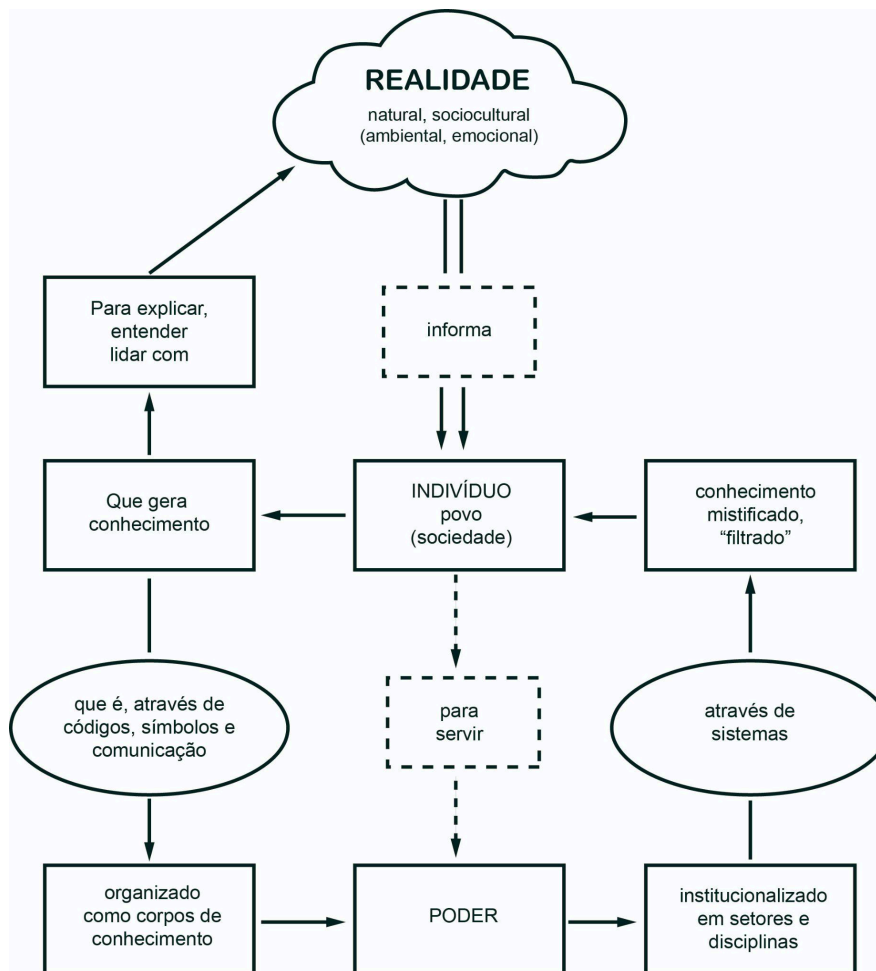 REALIDADE
natural, sociocultural
(ambiental, emocional)
Para explicar,
entender
lidar com
informa
Que gera
conhecimento
INDIVÍDUO
povo
(sociedade)
conhecimento
mistificado,
“filtrado”
que é, através de
códigos, símbolos e
comunicação
para
servir
através de
sistemas
organizado
como corpos de
conhecimento
PODER
institucionalizado
em setores e
disciplinas